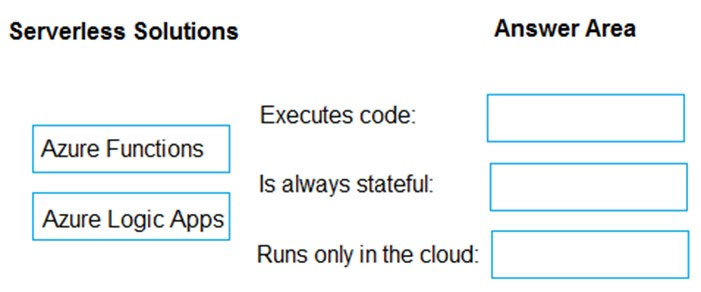 Serverless Solutions
Answer Area
Executes code:
Azure Functions
Is always stateful:
Azure Logic Apps
Runs only in the cloud: